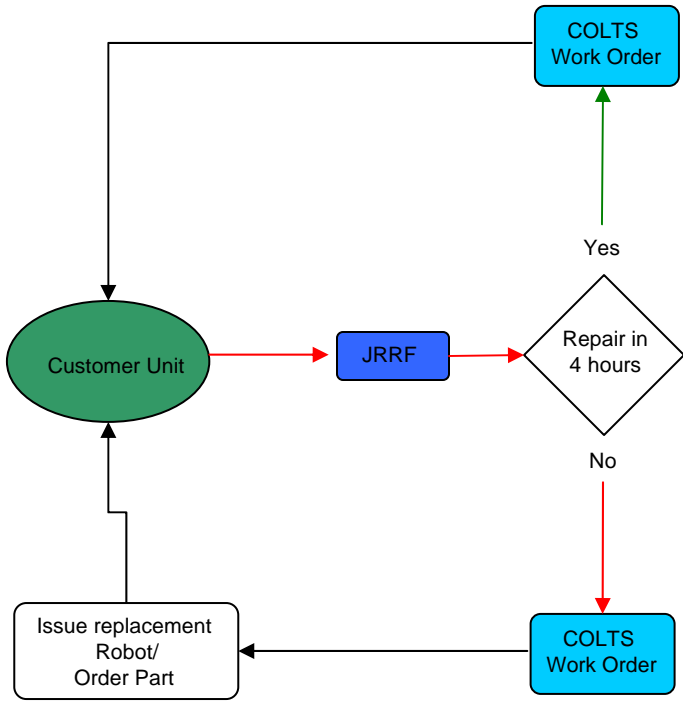 COLTS
Work Order
Yes
Customer Unit
JRRF
Repair in
4 hours
No
Issue replacement
Robot/
Order Part
COLTS
Work Order